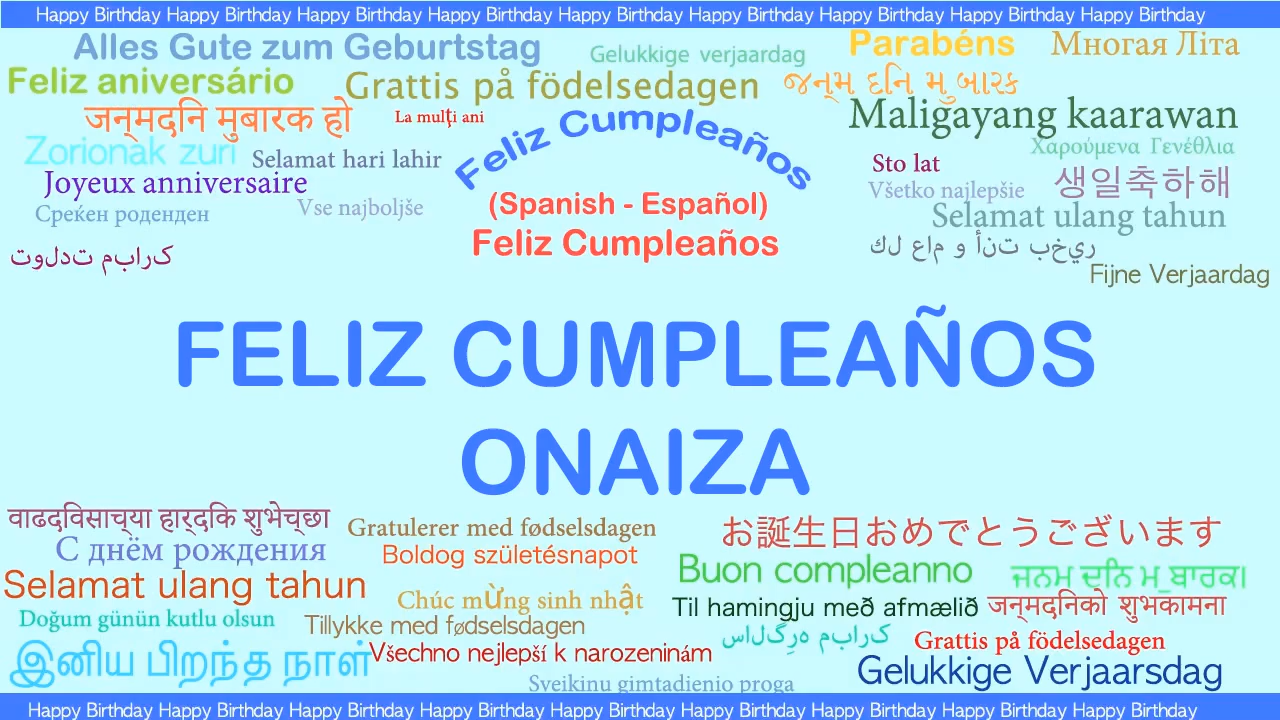 Happy Birthday Happy Birthday Happy Birthday Happy Birthday Happy Birthday Happy Birthday Happy Birthday Happy Birthday Happy Birthday
Alles Gute zum Geburtstag
Gelukkige verjaardag
Parabéns
Многая Літа
Feliz aniversário
Grattis på födelsedagen
જન્મ દનિ મુ બારક
जन्मदनि मुबारक हो
La mulţi ani
Feliz Cumpleaños
Maligayang kaarawan
Zorionak zuri
Selamat hari lahir
Χαρούμενα Γενέθλια
Sto lat
Joyeux anniversaire
(Spanish - Español)
Všetko najlepšie
생일축하해
Срећен роденден
Vse najboljše
Selamat ulang tahun
Feliz Cumpleaños
تولدت مبارک
كل عام و أنت بخير
Fijne Verjaardag
FELIZ CUMPLEAÑOS
ONAIZA
वाढदविसाच्या हार्दकि शुभेच्छा
Gratulerer med fødselsdagen
お誕生日おめでとうございます
С днём рождения
Boldog születésnapot
Buon compleanno
ਜਨਮ ਦਨਿ ਮੁ ਬਾਰਕ।
Selamat ulang tahun
Chúc mừng sinh nhật
Til hamingju með afmælið
जन्मदनिको शुभकामना
Doğum günün kutlu olsun
Tillykke med fødselsdagen
سالگرہ مبارک
Grattis på födelsedagen
இனிய பிறந்த நாள்
Všechno nejlepší k narozeninám
Gelukkige Verjaarsdag
Sveikinu gimtadienio proga
Happy Birthday Happy Birthday Happy Birthday Happy Birthday Happy Birthday Happy Birthday Happy Birthday Happy Birthday Happy Birthday